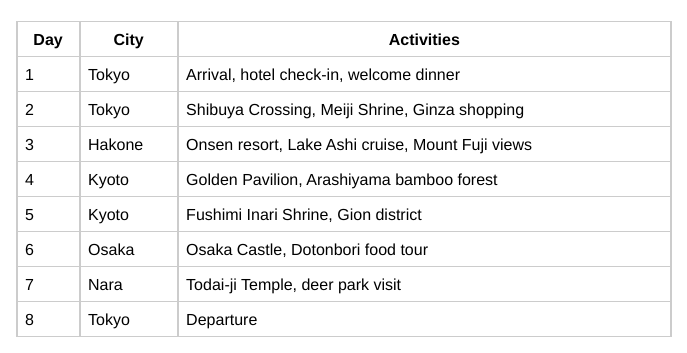 Day City Activities
1 Tokyo Arrival, hotel check-in, welcome dinner
2 Tokyo Shibuya Crossing, Meiji Shrine, Ginza shopping
3 Hakone Onsen resort, Lake Ashi cruise, Mount Fuji views
4 Kyoto Golden Pavilion, Arashiyama bamboo forest
5 Kyoto Fushimi Inari Shrine, Gion district
6 Osaka Osaka Castle, Dotonbori food tour
7 Nara Todai-ji Temple, deer park visit
8 Tokyo Departure